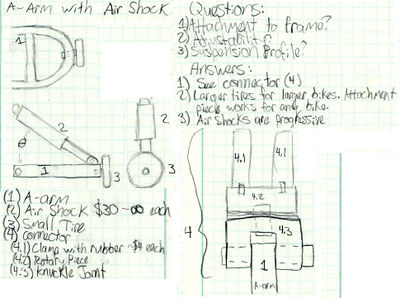 A-Arm with Air Shock
1
2
θ
1
3
2
3
(1) A-arm
(2) Air Shock $30-∞ each
(3) Small Tire
(4) connector
(4.1) Clamp with rubber ~$4 each
(4.2) Rotary Piece
(4.3) Knuckle Joint
Questions:
1) Attachment to frame?
2) Adjustability?
3) Suspension Profile?
Answers:
1) See connector (4)
2) Larger tires for larger bikes. Attachment
piece works for any bike.
3) Air shocks are progressive
4.1
4.1
4.2
4
4.3
1
A-arm